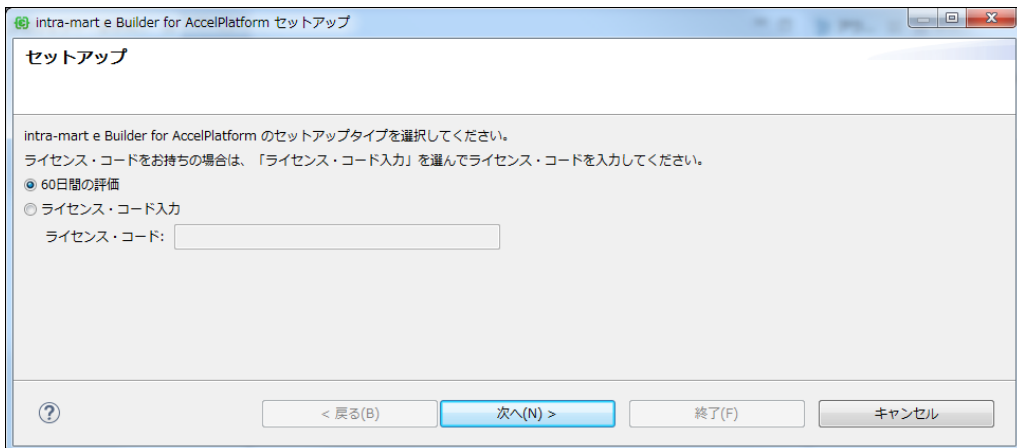 intra-mart e Builder for AccelPlatform セットアップ
セットアップ
intra-mart e Builder for AccelPlatform のセットアップタイプを選択してください。
ライセンス・コードをお持ちの場合は、「ライセンス・コード入力」を選んでライセンス・コードを入力してください。
60日間の評価
ライセンス・コード入力
ライセンス・コード:
? < 戻る(B) 次へ(N) > 終了(F) キャンセル